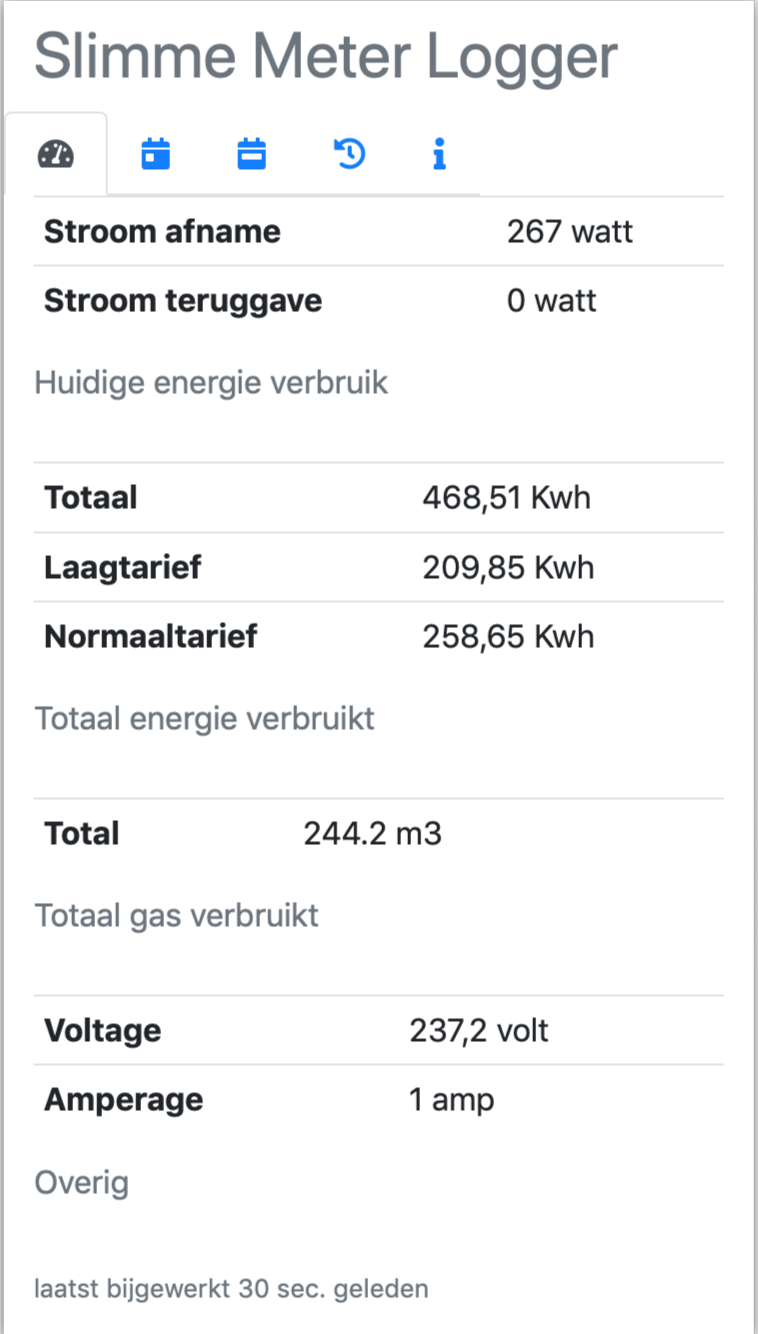 Slimme Meter Logger
Stroom afname 267 watt
Stroom teruggave 0 watt
Huidige energie verbruik
Totaal 468,51 Kwh
Laagtarief 209,85 Kwh
Normaaltarief 258,65 Kwh
Totaal energie verbruikt
Total 244.2 m3
Totaal gas verbruikt
Voltage 237,2 volt
Amperage 1 amp
Overig
laatst bijgewerkt 30 sec. geleden